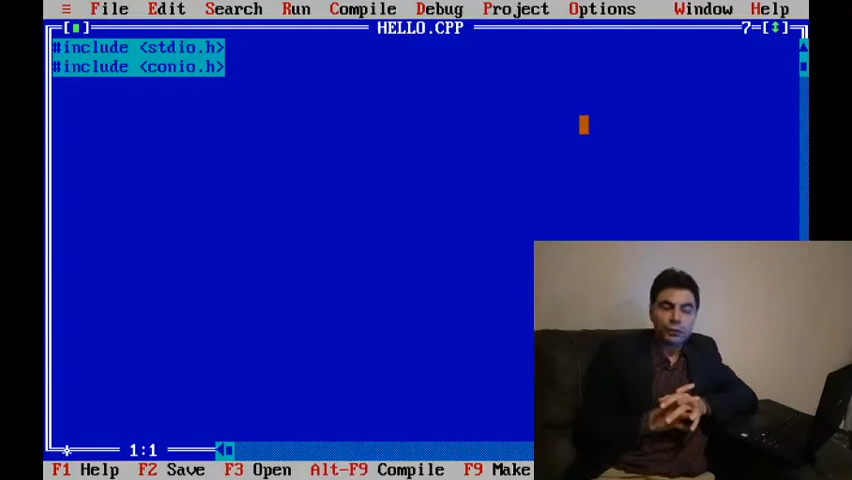 ≡ File Edit Search Run Compile Debug Project Options Window Help
HELLO.CPP 7
#include <stdio.h>
#include <conio.h>
1:1
F1 Help F2 Save F3 Open Alt-F9 Compile F9 Make